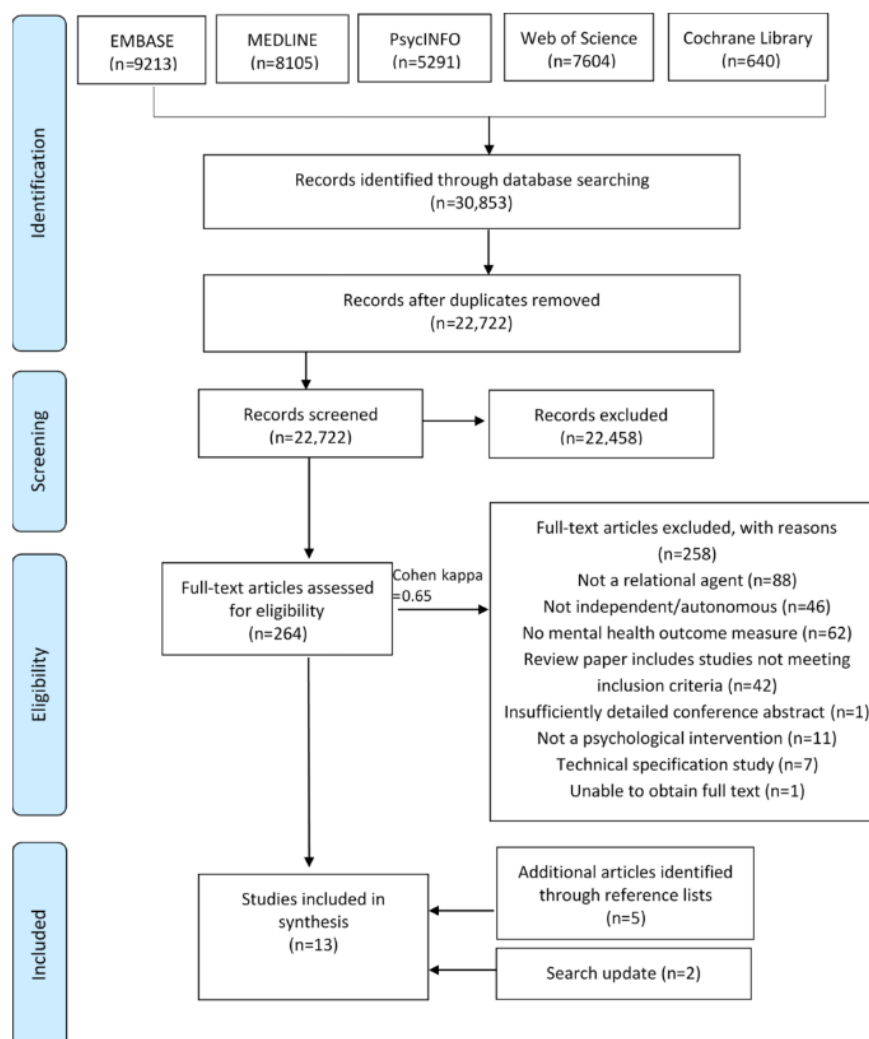 EMBASE
(n=9213)
MEDLINE
(n=8105)
PsycINFO
(n=5291)
Web of Science
(n=7604)
Cochrane Library
(n=640)
Identification
Records identified through database searching
(n=30,853)
Records after duplicates removed
(n=22,722)
Screening
Records screened
(n=22,722)
Records excluded
(n=22,458)
Eligibility
Full-text articles assessed
for eligibility
(n=264)
Cohen kappa
=0.65
Full-text articles excluded, with reasons
(n=258)
Not a relational agent (n=88)
Not independent/autonomous (n=46)
No mental health outcome measure (n=62)
Review paper includes studies not meeting
inclusion criteria (n=42)
Insufficiently detailed conference abstract (n=1)
Not a psychological intervention (n=11)
Technical specification study (n=7)
Unable to obtain full text (n=1)
Included
Studies included in
synthesis
(n=13)
Additional articles identified
through reference lists
(n=5)
Search update (n=2)